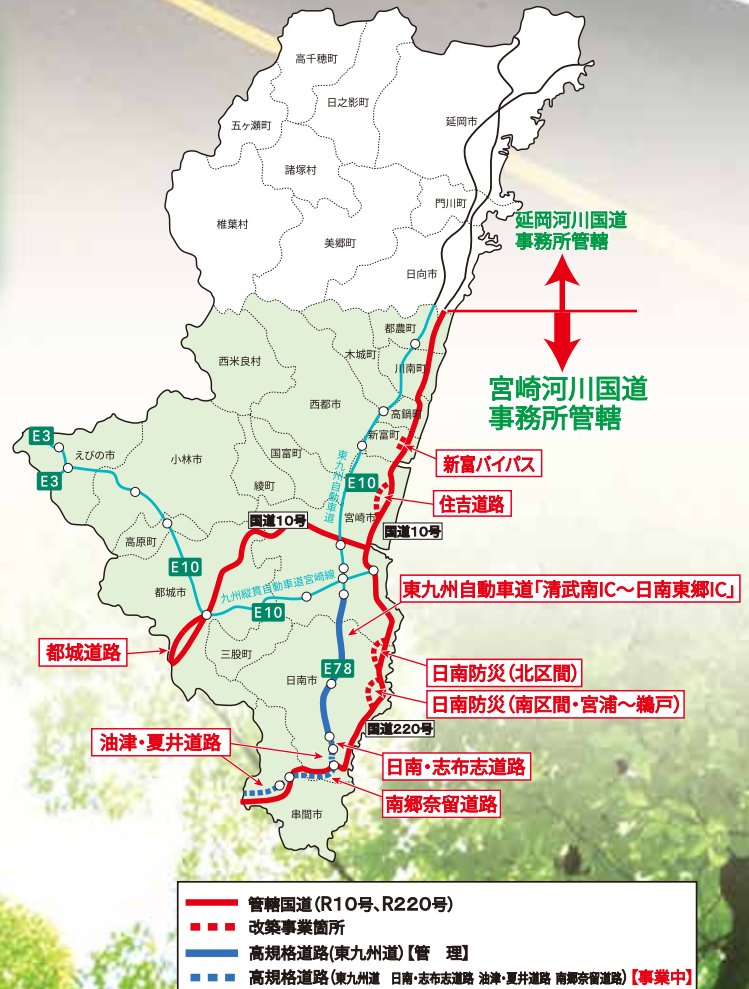 高千穂町
日之影町
延岡市
五ヶ瀬町
諸塚村
門川町
椎葉村
美郷町
日向市
延岡河川国道
事務所管轄
宮崎河川国道
事務所管轄
都農町
木城町
川南町
西米良村
西都市
高鍋町
新富町
新富バイパス
E3
えびの市
E3
小林市
国富町
綾町
東九州自動車道
E10
住吉道路
宮崎市
国道10号
国道10号
高原町
E10
都城市
九州縦貫自動車道宮崎線
E10
東九州自動車道「清武南IC～日南東郷IC」
都城道路
三股町
日南市
E78
日南防災(北区間)
日南防災(南区間・宮浦～鵜戸)
国道220号
油津・夏井道路
日南・志布志道路
南郷奈留道路
串間市
管轄国道(R10号、R220号)
改築事業箇所
高規格道路(東九州道)【管　理】
高規格道路(東九州道　日南・志布志道路 油津・夏井道路 南郷奈留道路)【事業中】